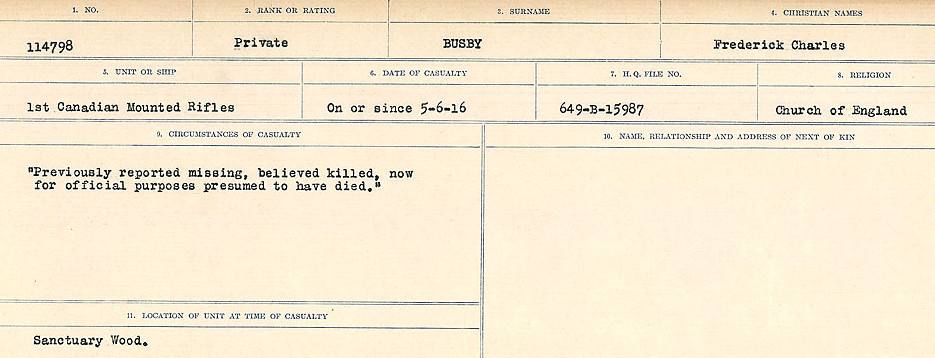 1. NO.
2. RANK OR RATING
3. SURNAME
4. CHRISTIAN NAMES
114798
Private
BUSBY
Frederick Charles
5. UNIT OR SHIP
6. DATE OF CASUALTY
7. H.Q. FILE NO.
8. RELIGION
1st Canadian Mounted Rifles
On or since 5-6-16
649-B-15987
Church of England
9. CIRCUMSTANCES OF CASUALTY
10. NAME, RELATIONSHIP AND ADDRESS OF NEXT OF KIN
"Previously reported missing, believed killed, now
for official purposes presumed to have died."
11. LOCATION OF UNIT AT TIME OF CASUALTY
Sanctuary Wood.